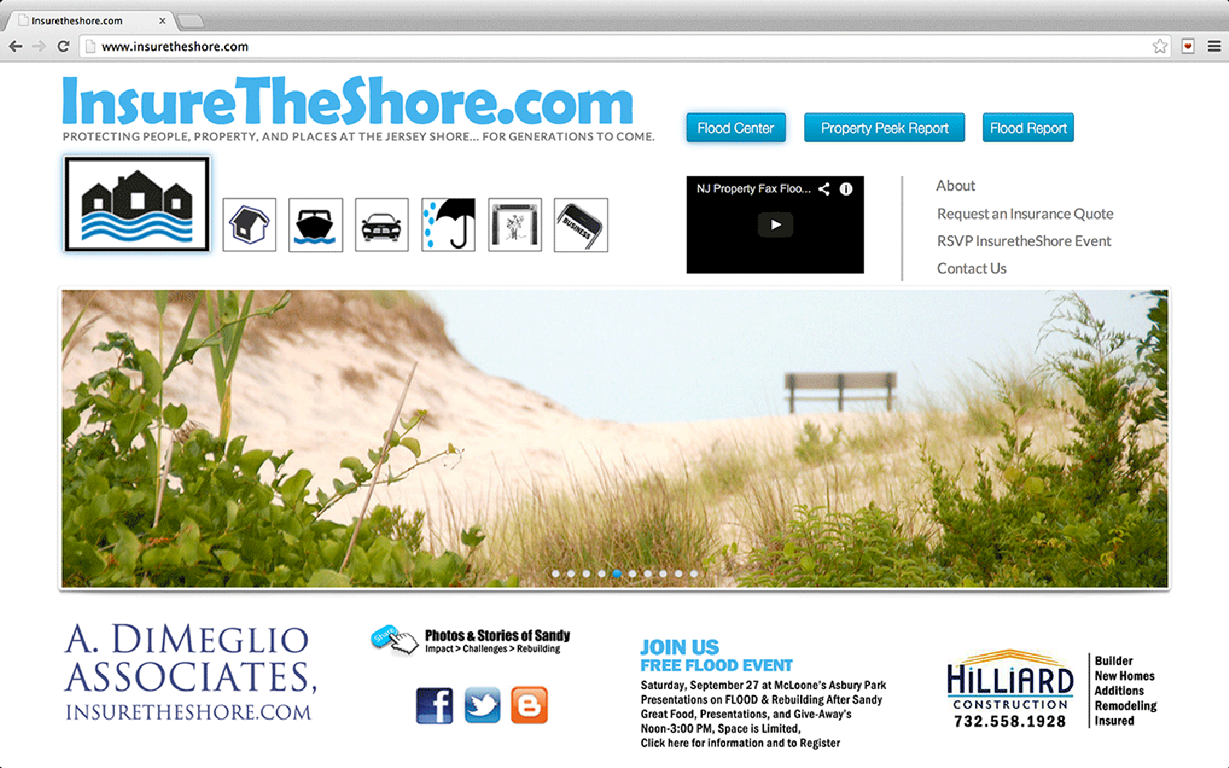 Insuretheshore.com
www.insuretheshore.com
InsureTheShore.com
PROTECTING PEOPLE, PROPERTY, AND PLACES AT THE JERSEY SHORE... FOR GENERATIONS TO COME.
Flood Center
Property Peek Report
Flood Report
BUSINESS
NJ Property Fax Floo...
About
Request an Insurance Quote
RSVP InsuretheShore Event
Contact Us
A. DIMEGLIO
ASSOCIATES,
INSURETHESHORE.COM
Share
Photos & Stories of Sandy
Impact > Challenges > Rebuilding
JOIN US
FREE FLOOD EVENT
Saturday, September 27 at McLoone's Asbury Park
Presentations on FLOOD & Rebuilding After Sandy
Great Food, Presentations, and Give-Away's
Noon-3:00 PM, Space is Limited,
Click here for information and to Register
HiLLiARD
CONSTRUCTION
732.558.1928
Builder
New Homes
Additions
Remodeling
Insured